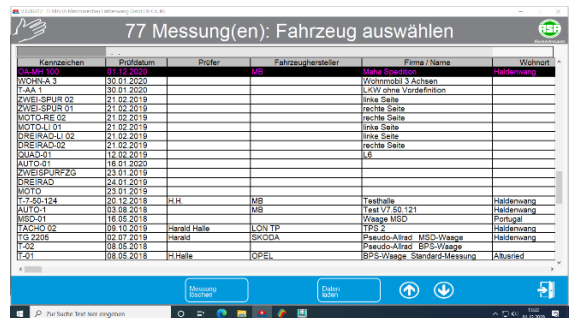 77 Messung(en): Fahrzeug auswählen
Kennzeichen Prüfdatum Prüfer Fahrzeughersteller Firma / Name Wohnort
OA-MH 100 01.12.2020 MB Maha Spedition Haldenwang
WOHN-A 3 30.01.2020 Wohnmobil 3 Achsen
T-AA 1 30.01.2020 LKW ohne Vordefinition
ZWEI-SPUR 02 21.02.2019 linke Seite
ZWEI-SPUR 01 21.02.2019 rechte Seite
MOTO-RE 02 21.02.2019 rechte Seite
MOTO-LI 01 21.02.2019 linke Seite
DREIRAD-LI 02 21.02.2019 linke Seite
DREIRAD-02 21.02.2019 rechte Seite
QUAD-01 12.02.2019 L6
AUTO-01 16.01.2020
ZWEISPURFZG 23.01.2019
DREIRAD 24.01.2019
MOTO 23.01.2019
T-7-50-124 20.12.2018 H.H. MB Testhalle Haldenwang
AUTO-1 03.08.2018 MB Test V7.50.121 Haldenwang
MSD-01 16.05.2018 Waage MSD Portugal
TACHO 02 09.10.2019 Harald Halle LON TP TPS 2 Haldenwang
TG 2205 02.07.2019 Harald SKODA Pseudo-Allrad MSD-Waage Haldenwang
T-02 08.05.2018 Pseudo-Allrad BPS-Waage
T-01 08.05.2018 H.Halle OPEL BPS-Waage Standard-Messung Altusried
Messung löschen Daten laden
Zur Suche Text hier eingeben 13:22
01.12.2020